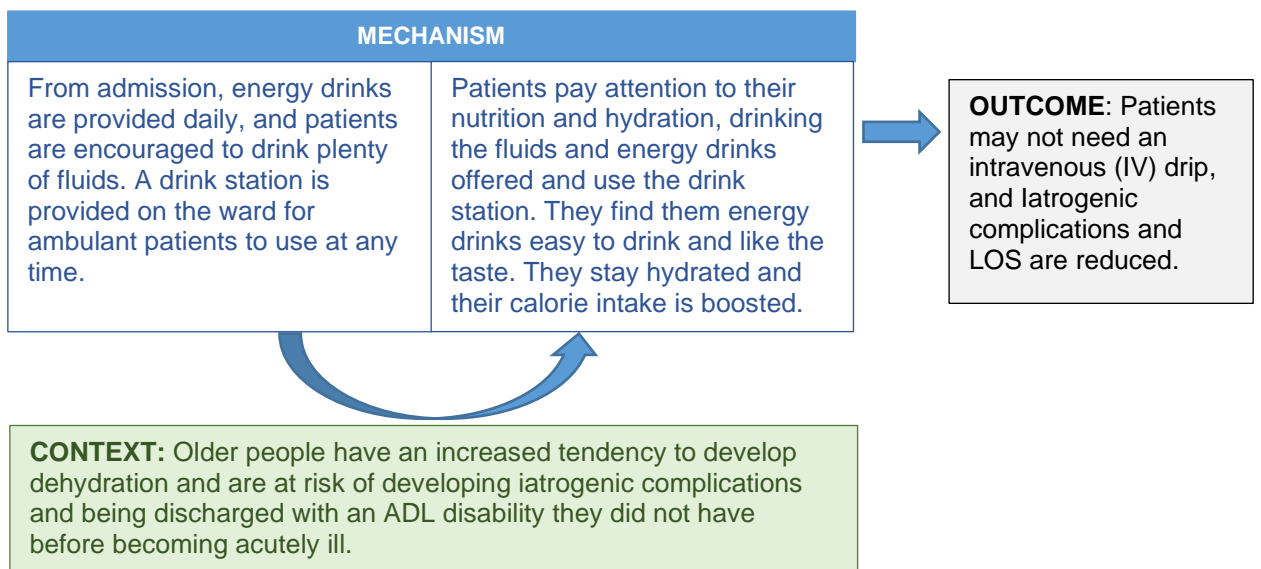 MECHANISM
From admission, energy drinks
are provided daily, and patients
are encouraged to drink plenty
of fluids. A drink station is
provided on the ward for
ambulant patients to use at any
time.
Patients pay attention to their
nutrition and hydration, drinking
the fluids and energy drinks
offered and use the drink
station. They find them energy
drinks easy to drink and like the
taste. They stay hydrated and
their calorie intake is boosted.
OUTCOME: Patients
may not need an
intravenous (IV) drip,
and Iatrogenic
complications and
LOS are reduced.
CONTEXT: Older people have an increased tendency to develop
dehydration and are at risk of developing iatrogenic complications
and being discharged with an ADL disability they did not have
before becoming acutely ill.